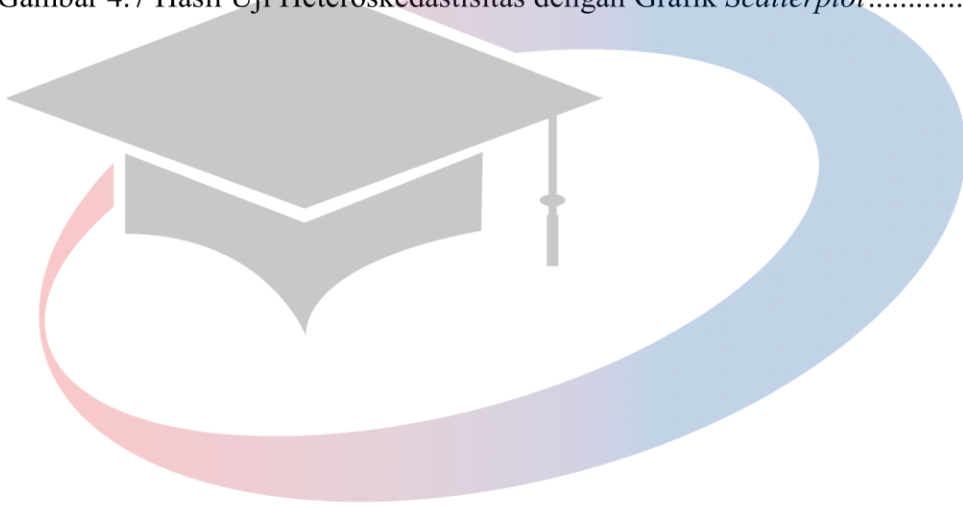 Gambar 4.7 Hasil Uji Heteroskedastisitas dengan Grafik Scatterplot............